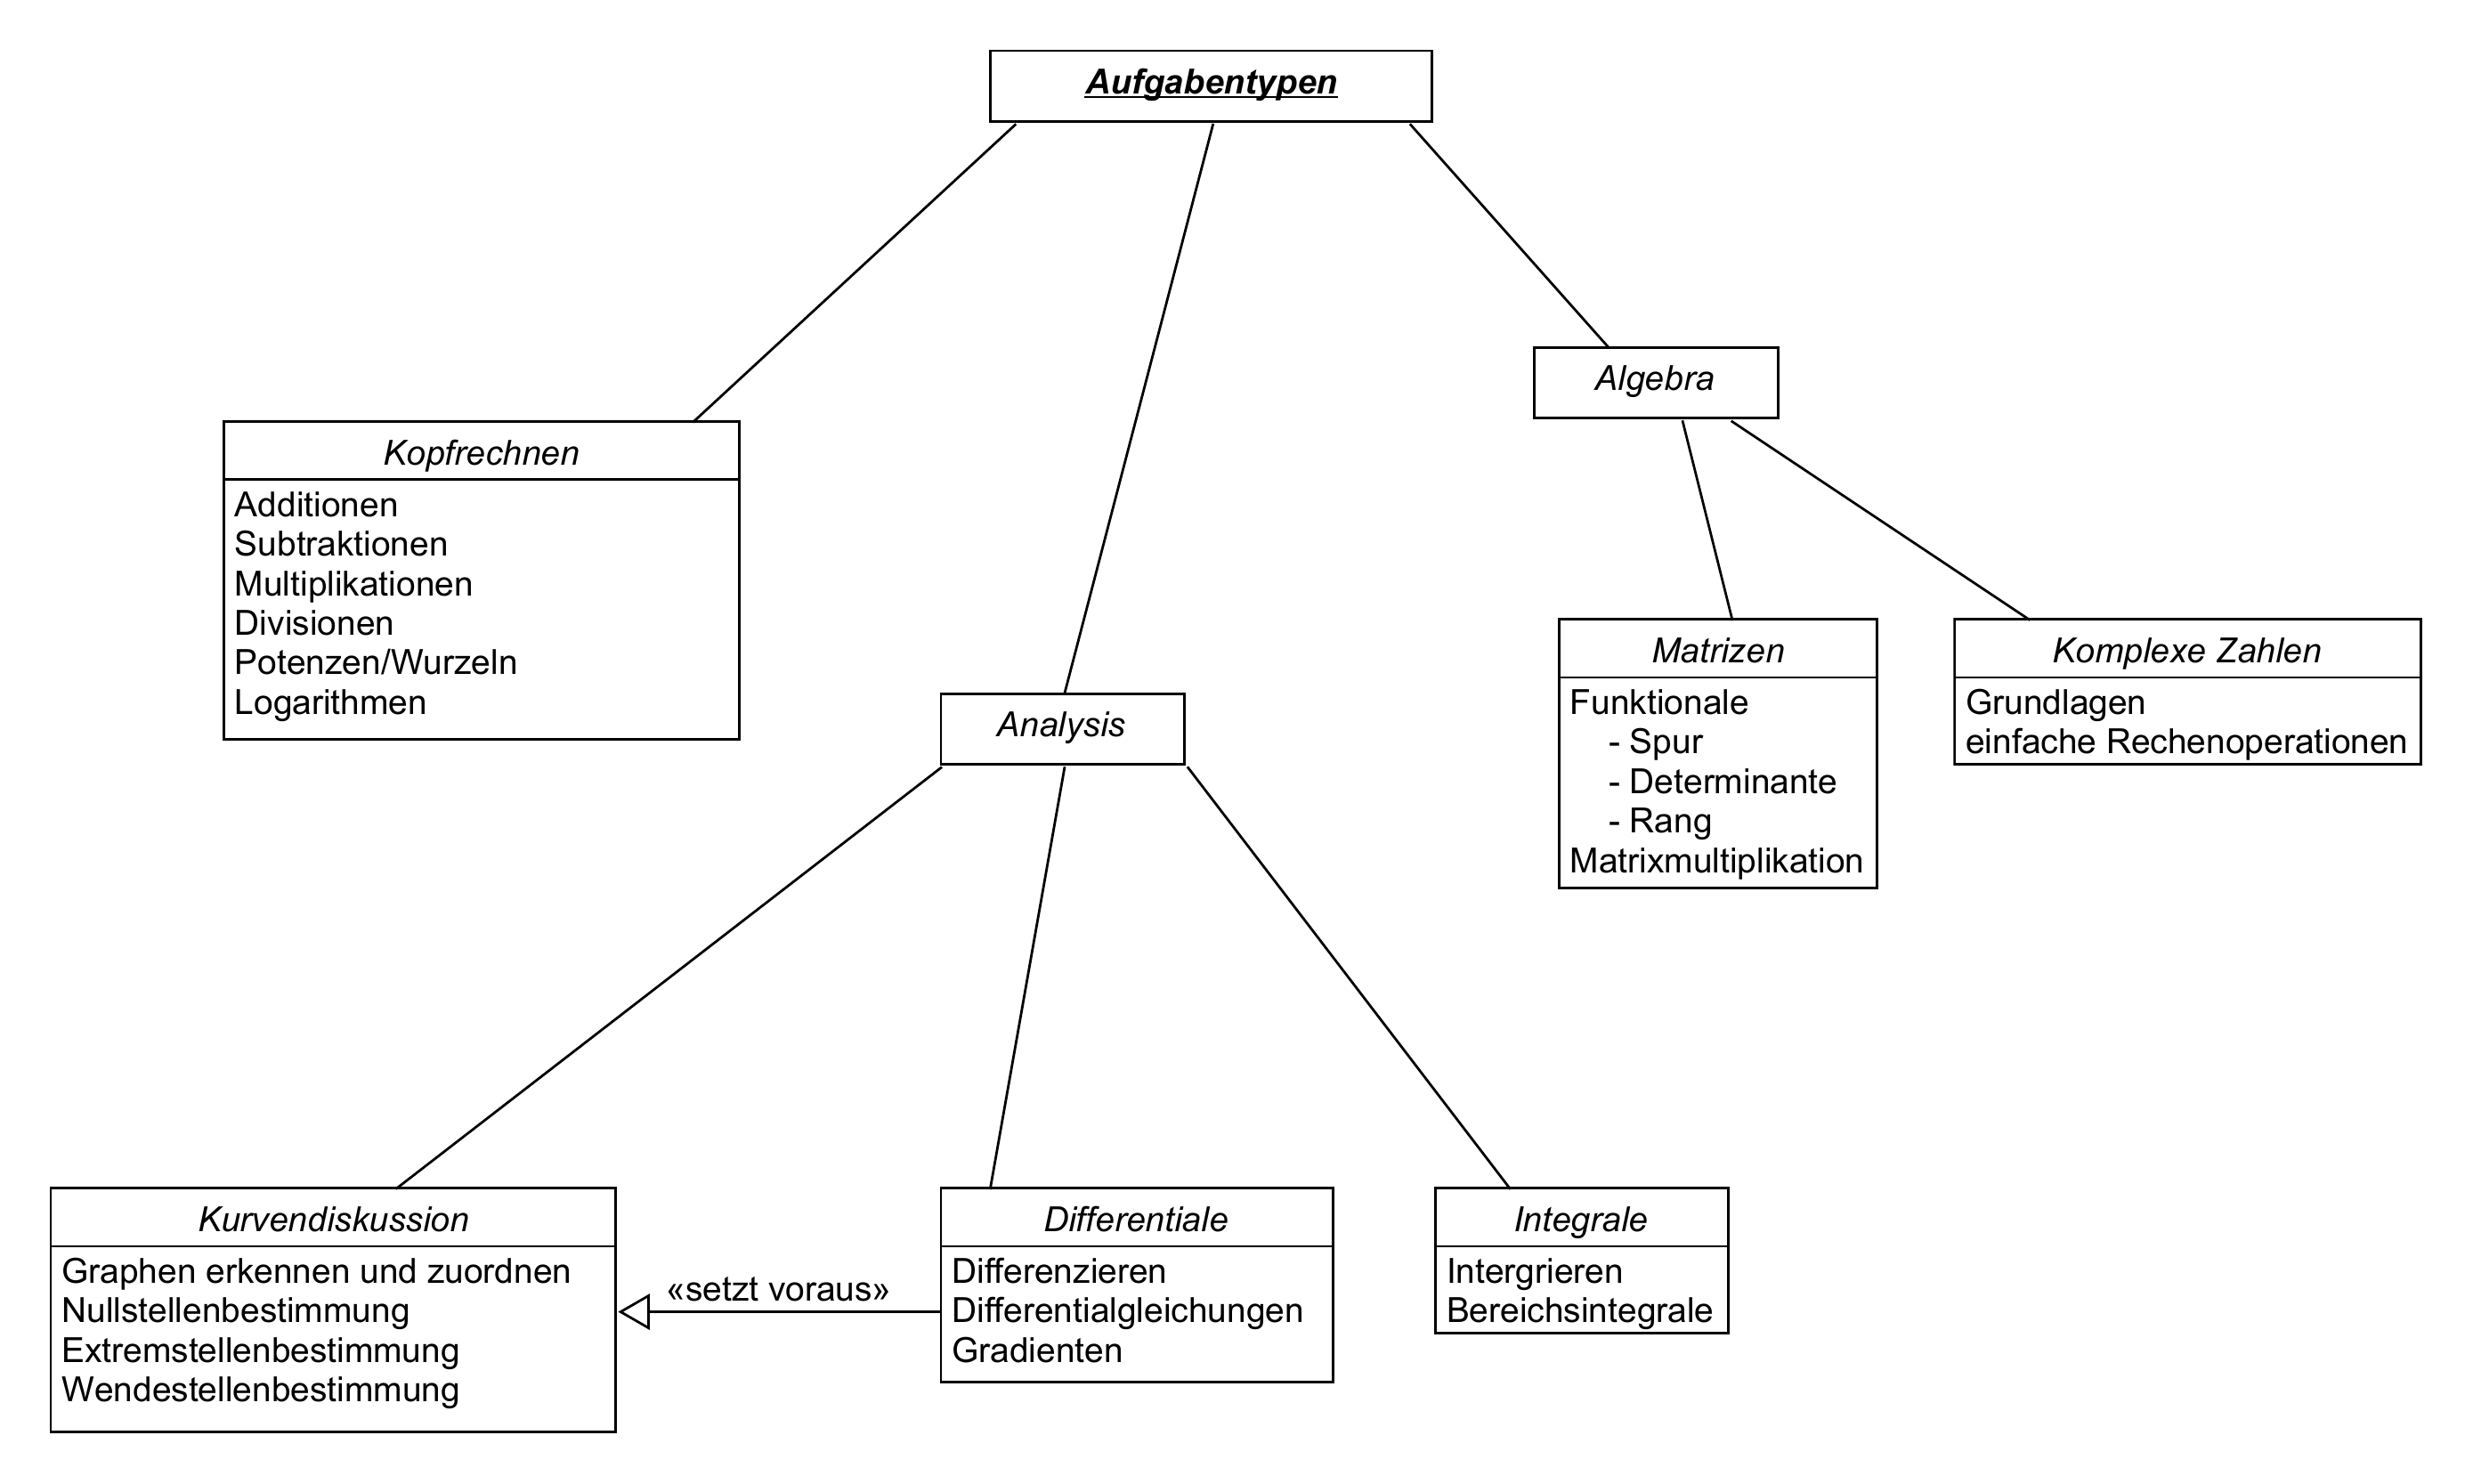 Aufgabentypen
Algebra
Kopfrechnen
Additionen
Subtraktionen
Multiplikationen
Divisionen
Potenzen/Wurzeln
Logarithmen
Analysis
Matrizen
Funktionale
- Spur
- Determinante
- Rang
Matrixmultiplikation
Komplexe Zahlen
Grundlagen
einfache Rechenoperationen
Kurvendiskussion
Graphen erkennen und zuordnen
Nullstellenbestimmung
Extremstellenbestimmung
Wendestellenbestimmung
«setzt voraus»
Differentiale
Differenzieren
Differentialgleichungen
Gradienten
Integrale
Intergrieren
Bereichsintegrale